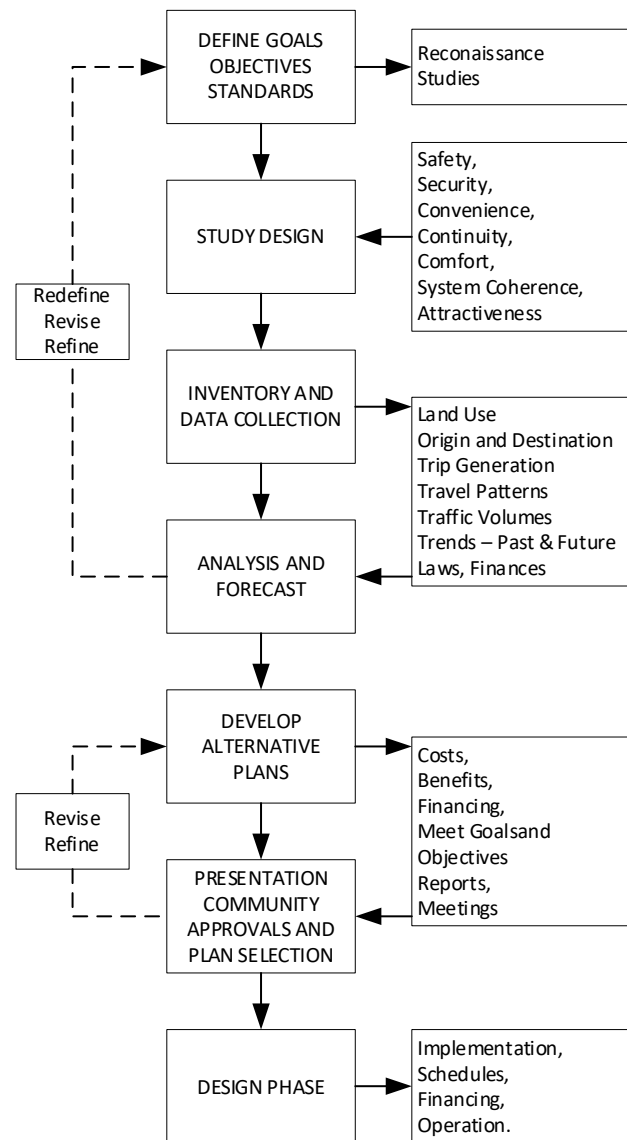 DEFINE GOALS
OBJECTIVES
STANDARDS
Reconaissance
Studies
STUDY DESIGN
Safety,
Security,
Convenience,
Continuity,
Comfort,
System Coherence,
Attractiveness
Redefine
Revise
Refine
INVENTORY AND
DATA COLLECTION
Land Use
Origin and Destination
Trip Generation
Travel Patterns
Traffic Volumes
Trends – Past & Future
Laws, Finances
ANALYSIS AND
FORECAST
DEVELOP
ALTERNATIVE
PLANS
Costs,
Benefits,
Financing,
Meet Goalsand
Objectives
Reports,
Meetings
Revise
Refine
PRESENTATION
COMMUNITY
APPROVALS AND
PLAN SELECTION
DESIGN PHASE
Implementation,
Schedules,
Financing,
Operation.